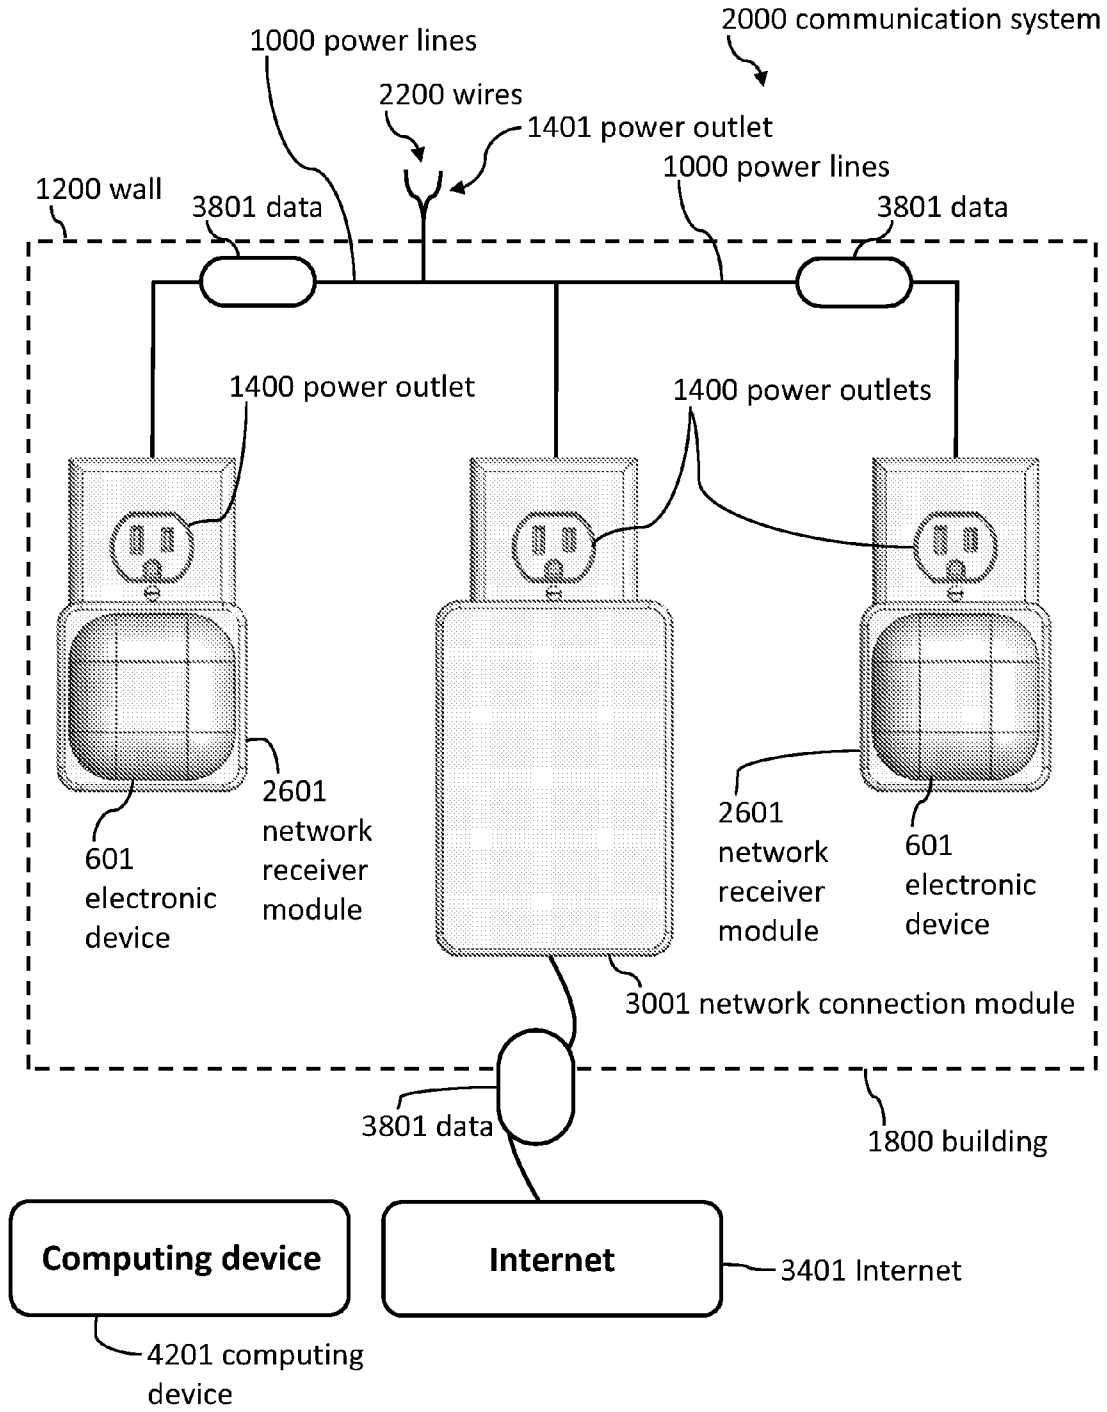 2000 communication system
1000 power lines
2200 wires
1401 power outlet
1000 power lines
1200 wall
3801 data
3801 data
1400 power outlet
1400 power outlets
2601
network
receiver
module
601
electronic
device
2601
network
receiver
module
601
electronic
device
3001 network connection module
3801 data
1800 building
Computing device
Internet
3401 Internet
4201 computing
device